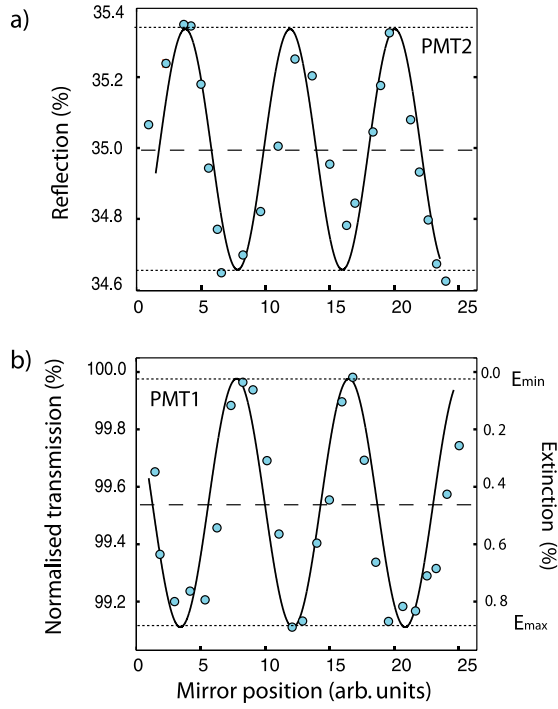 a)
35.4
35.2
35.0
34.8
34.6
Reflection (%)
PMT2
0 5 10 15 20 25
b)
100.0
99.8
99.6
99.4
99.2
Normalised transmission (%)
PMT1
0.0
0.2
0.4
0.6
0.8
Extinction (%)
Emin
Emax
0 5 10 15 20 25
Mirror position (arb. units)